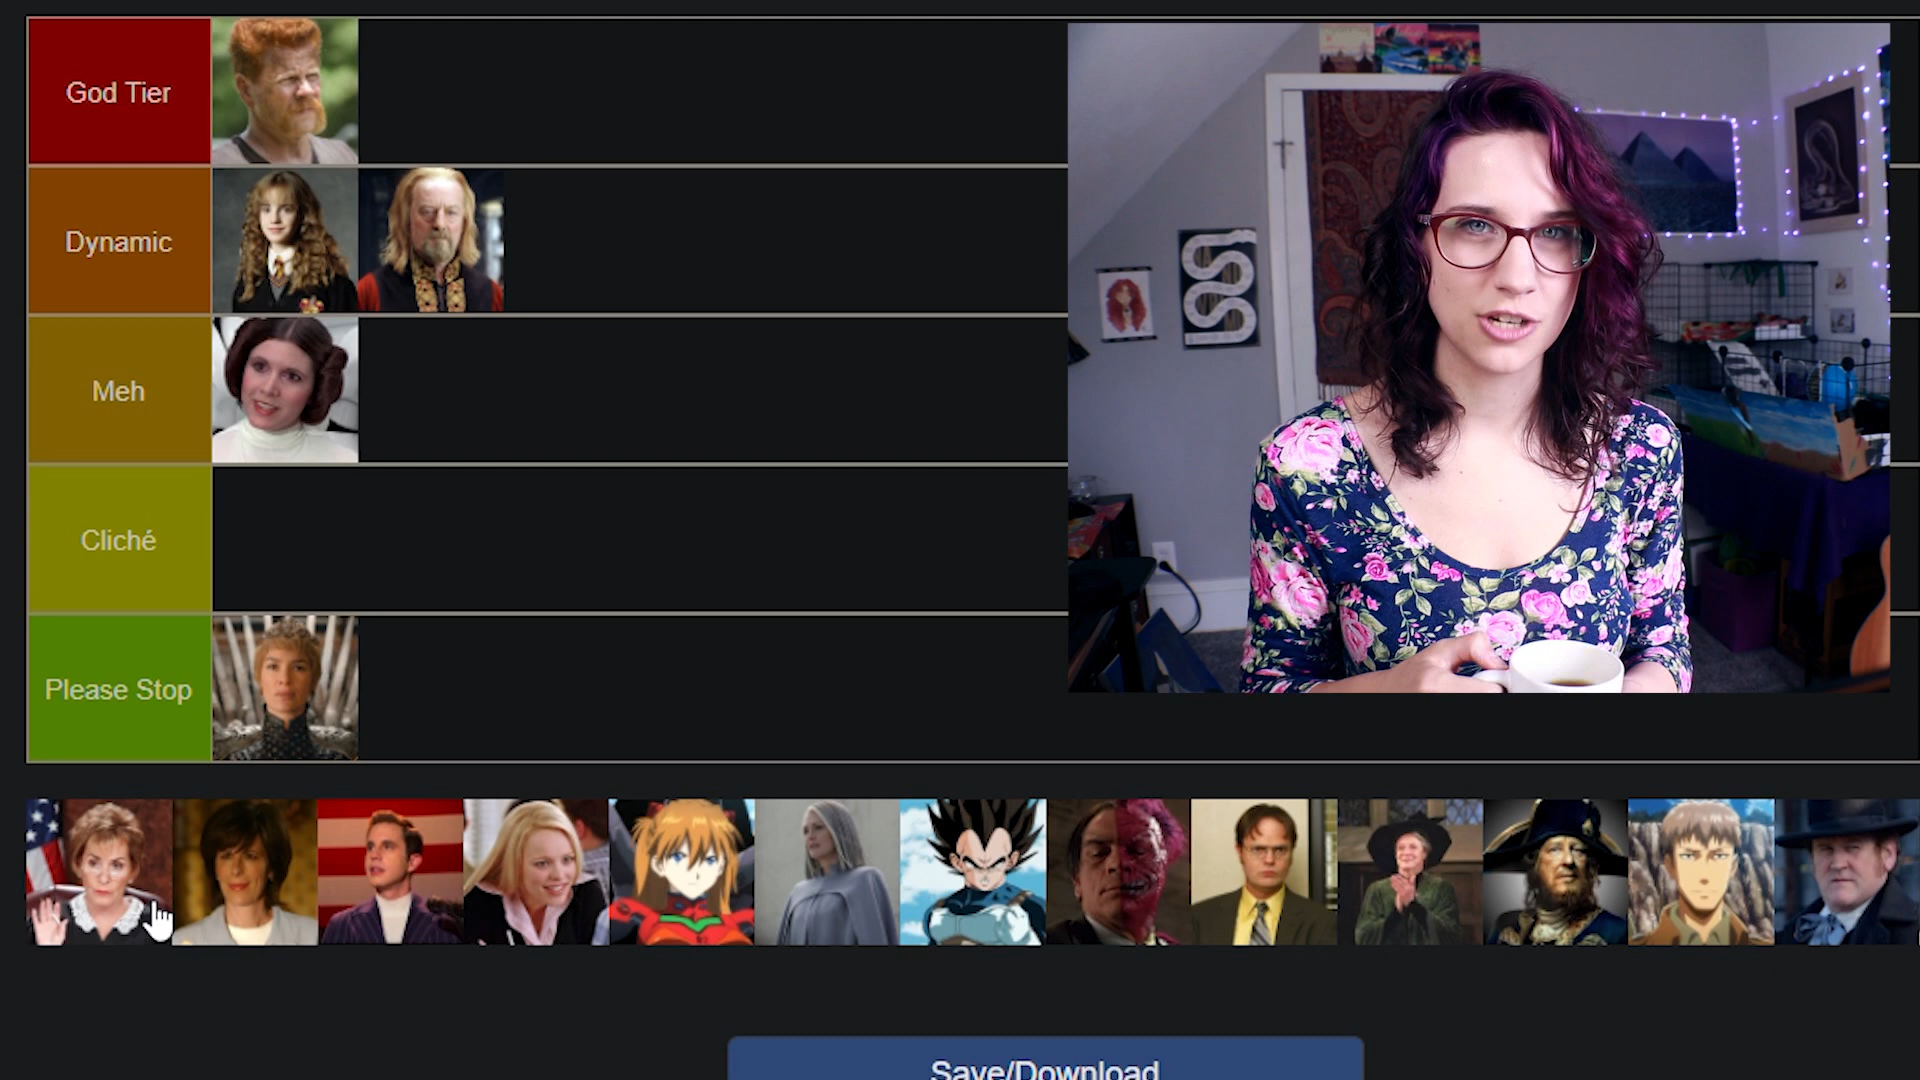 God Tier
Dynamic
Meh
Cliché
Please Stop
Save/Download